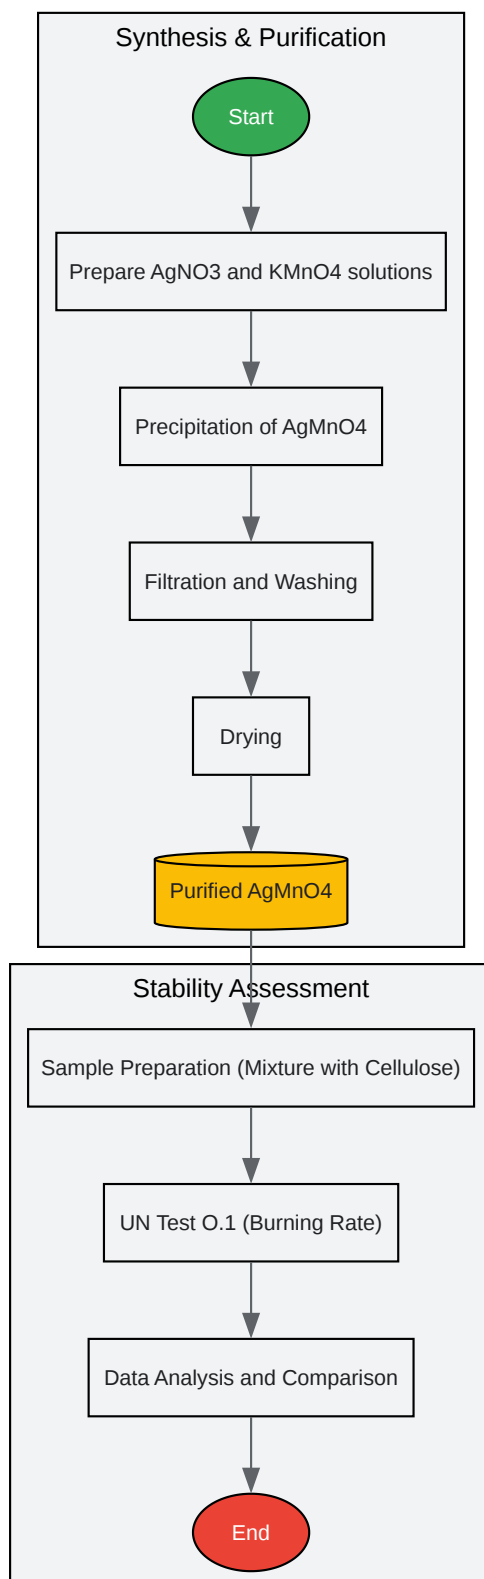 Synthesis & Purification
Start
Prepare AgNO3 and KMnO4 solutions
Precipitation of AgMnO4
Filtration and Washing
Drying
Purified AgMnO4
Stability Assessment
Sample Preparation (Mixture with Cellulose)
UN Test O.1 (Burning Rate)
Data Analysis and Comparison
End